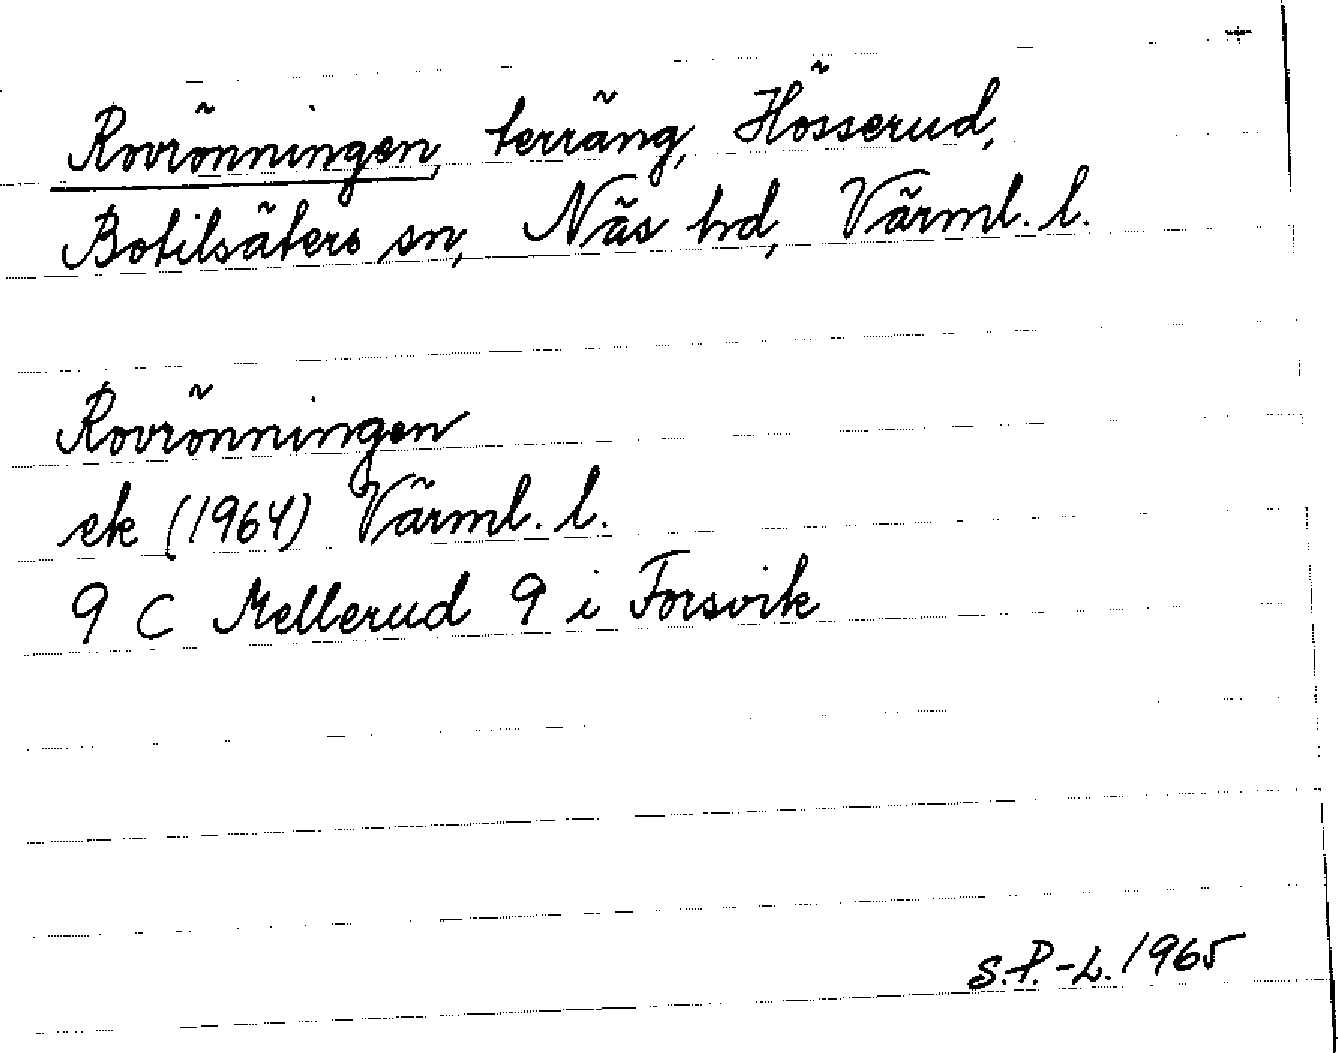 Rovrönningen, terräng, Hösserud,
Botilsäters sn, Näs hd, Värml. l.
Rovrönningen
ek (1964) Värml. l.
9 C Mellerud 9 i Forsvik
S.P.-L. 1965